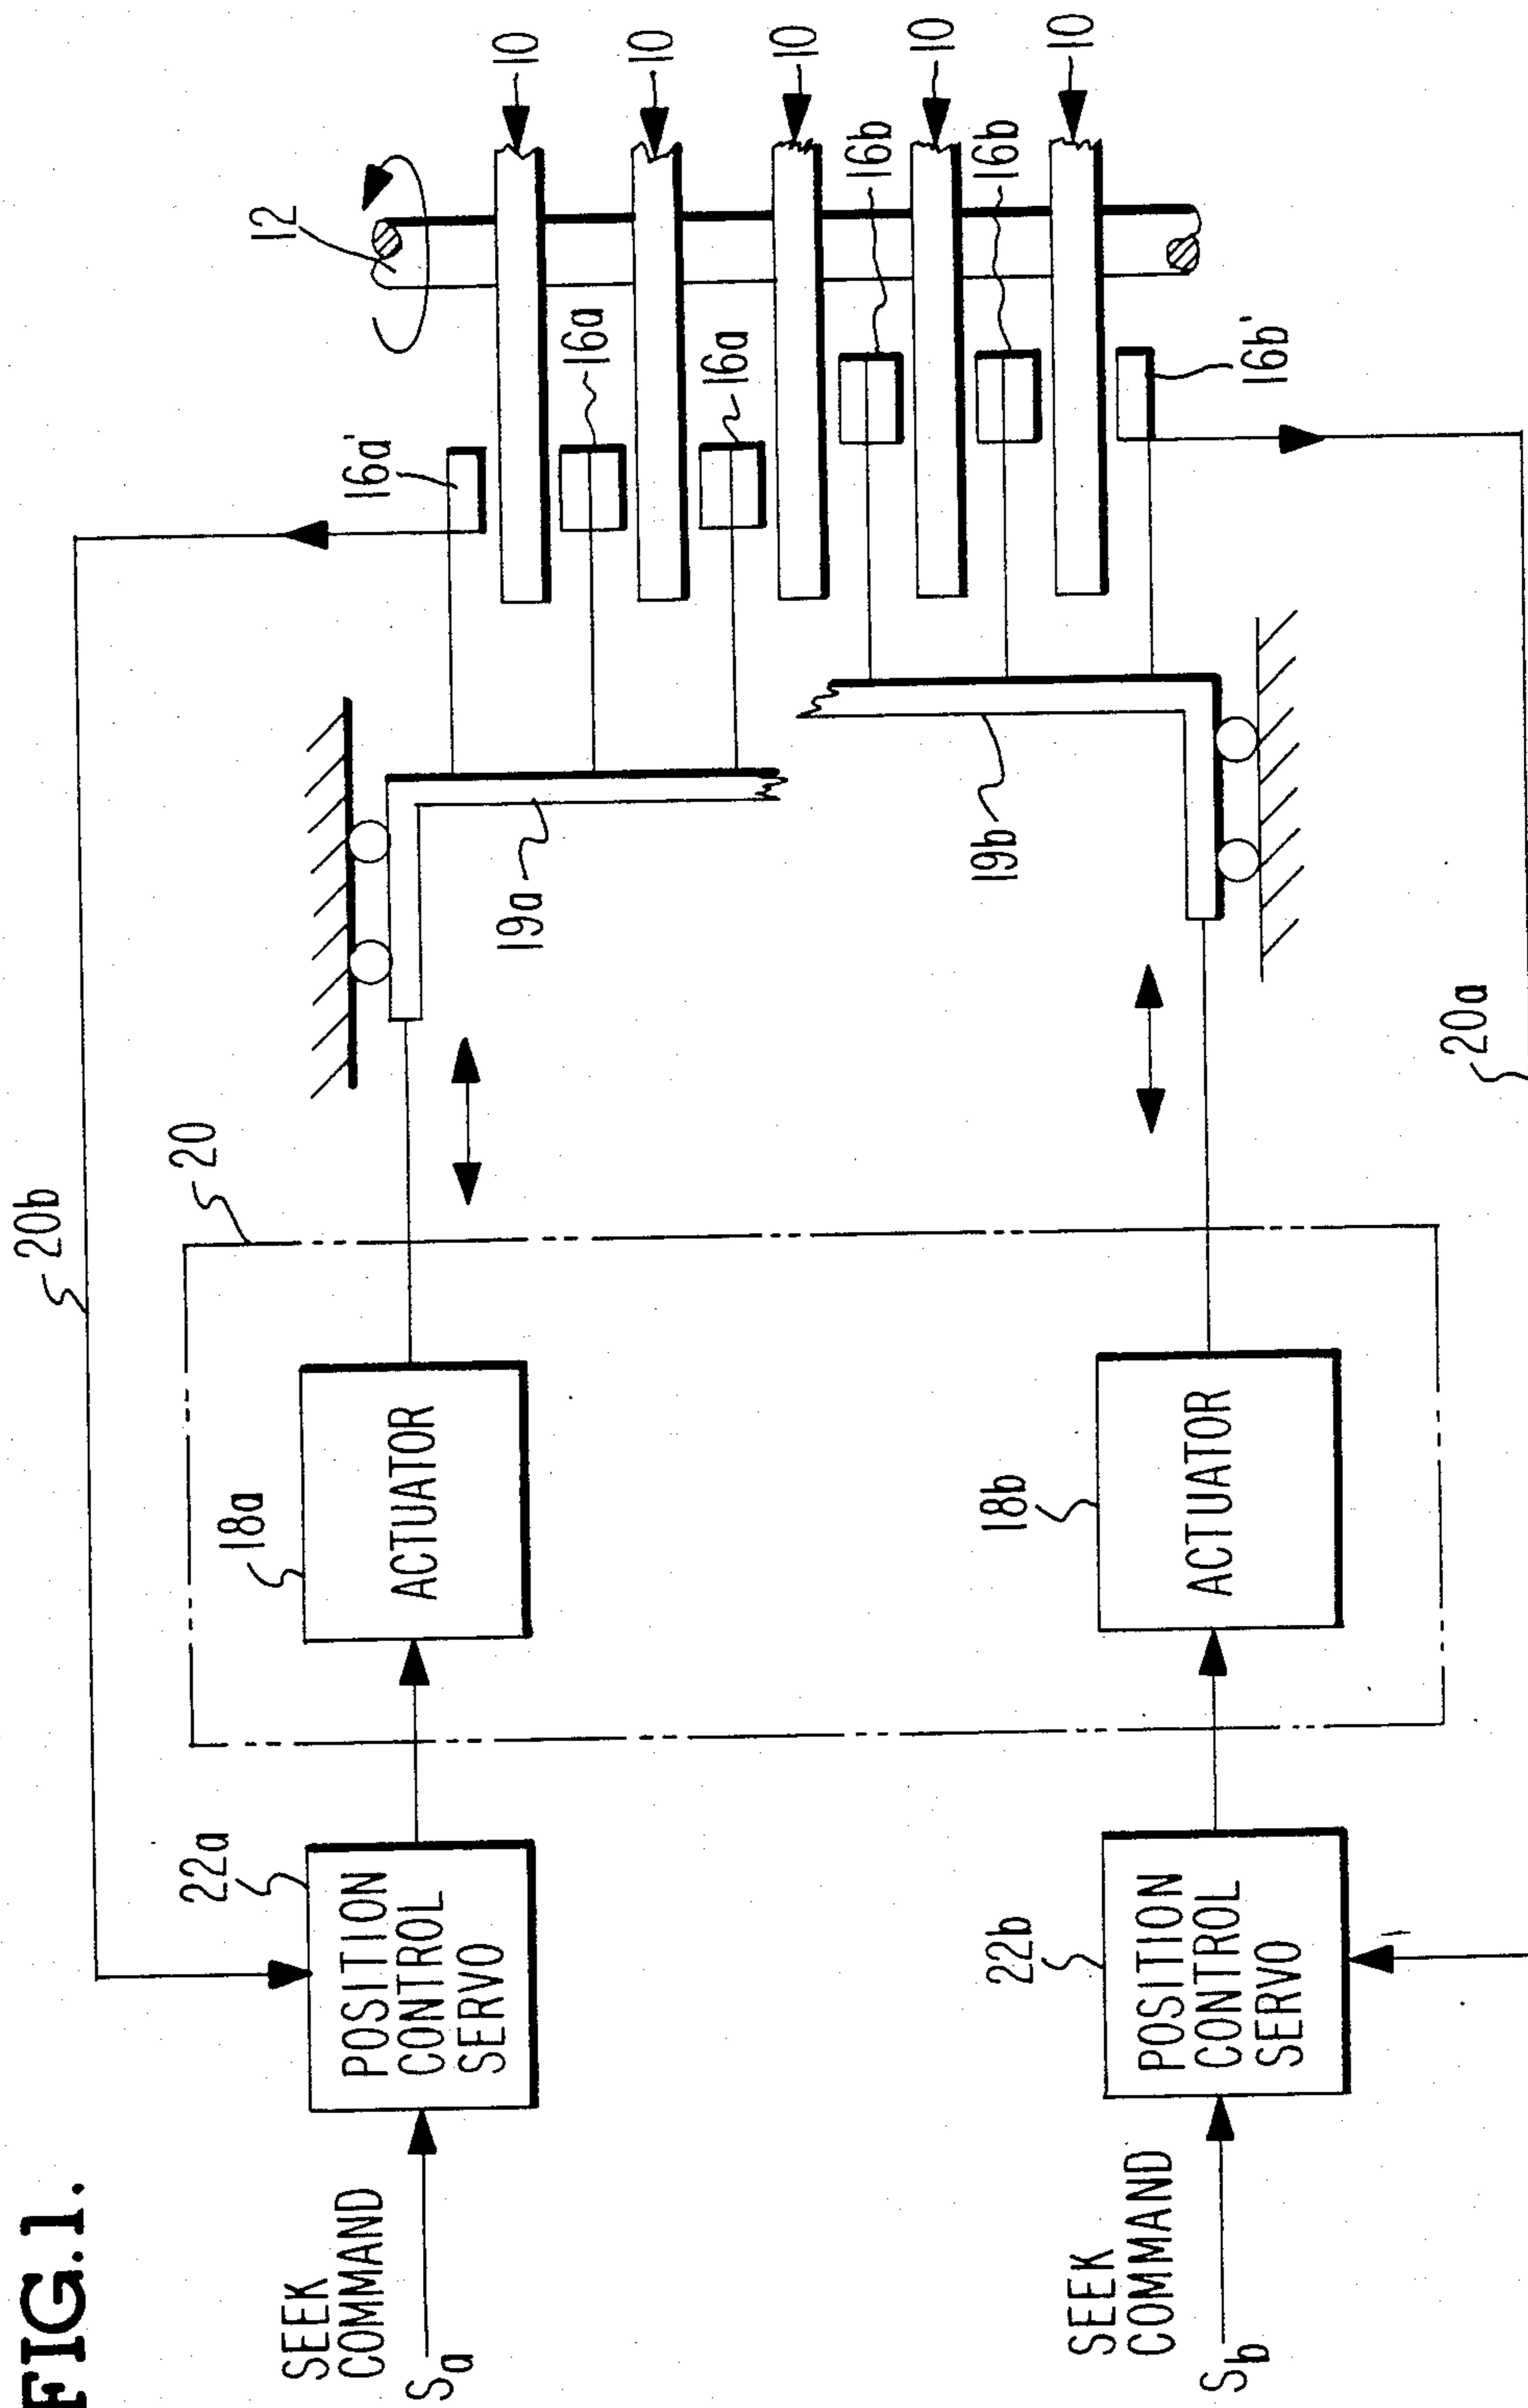 FIG. 1.
20b
20
12
10
10
10
10
10
16a'
16a
16a
16b
16b
16b'
19a
19b
20a
18a
ACTUATOR
18b
ACTUATOR
22a
POSITION
CONTROL
SERVO
22b
POSITION
CONTROL
SERVO
SEEK
COMMAND
Sa
SEEK
COMMAND
Sb